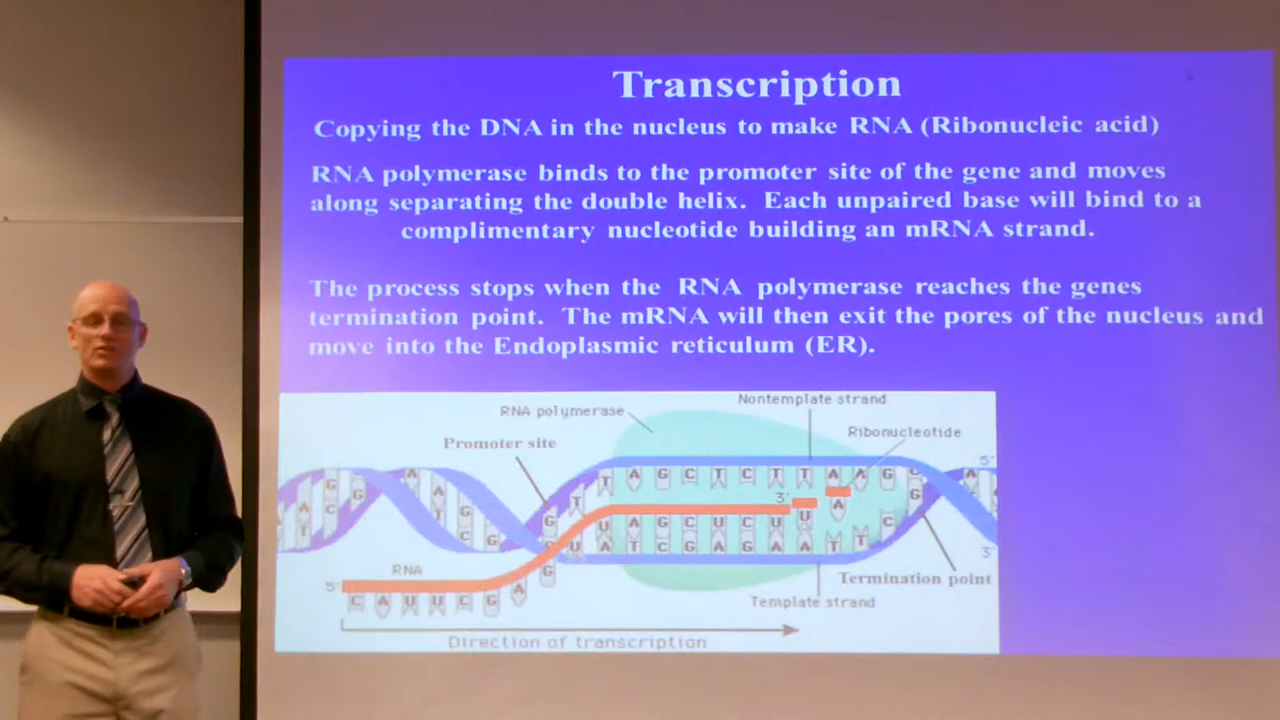 Transcription
Copying the DNA in the nucleus to make RNA (Ribonucleic acid)
RNA polymerase binds to the promoter site of the gene and moves
along separating the double helix. Each unpaired base will bind to a
complimentary nucleotide building an mRNA strand.
The process stops when the RNA polymerase reaches the genes
termination point. The mRNA will then exit the pores of the nucleus and
move into the Endoplasmic reticulum (ER).
Nontemplate strand
RNA polymerase
Ribonucleotide
Promoter site
5'
A G C T C T T A A G
3'
U A G C U C U U A
A T C G A G A A T T C
3'
RNA
Termination point
5'
C A U U C G A G
Template strand
Direction of transcription